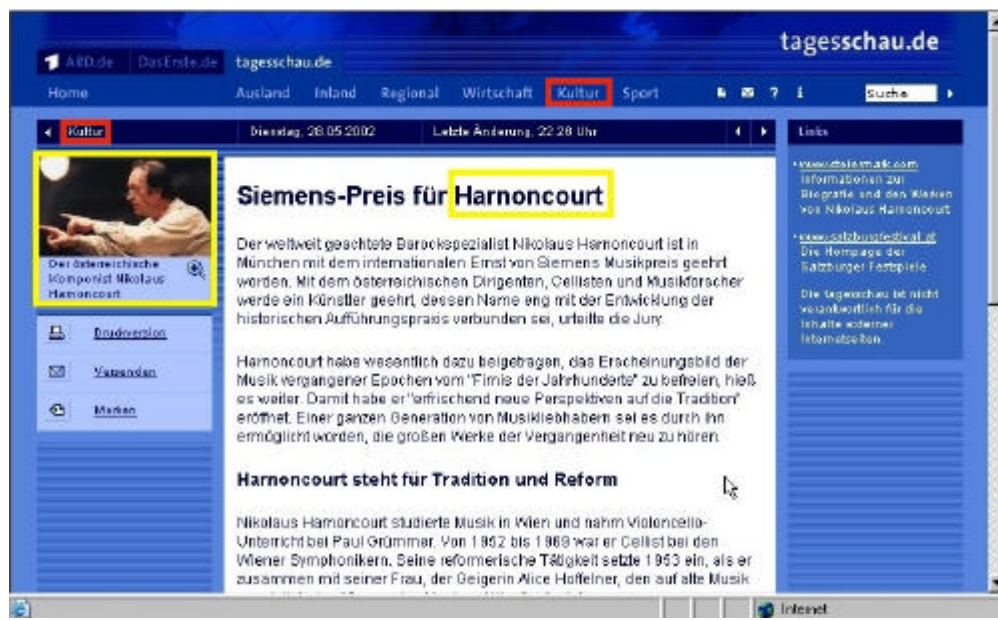 tagesschau.de
ARD.de DasErste.de tagesschau.de
Home Ausland Inland Regional Wirtschaft Kultur Sport ? i Suche
Kultur Dienstag, 28.05.2002 Letzte Änderung, 22:28 Uhr
Der österreichische
Komponist Nikolaus
Harnoncourt
Druckversion
Versenden
Merken
Siemens-Preis für Harnoncourt
Der weltweit geachtete Barockspezialist Nikolaus Harnoncourt ist in
München mit dem internationalen Ernst von Siemens Musikpreis geehrt
worden. Mit dem österreichischen Dirigenten, Cellisten und Musikforscher
werde ein Künstler geehrt, dessen Name eng mit der Entwicklung der
historischen Aufführungspraxis verbunden sei, urteilte die Jury.
Harnoncourt habe wesentlich dazu beigetragen, das Erscheinungsbild der
Musik vergangener Epochen vom "Firnis der Jahrhunderte" zu befreien, hieß
es weiter. Damit habe er "erfrischend neue Perspektiven auf die Tradition"
eröffnet. Einer ganzen Generation von Musikliebhabern sei es durch ihn
ermöglicht worden, die großen Werke der Vergangenheit neu zu hören.
Harnoncourt steht für Tradition und Reform
Nikolaus Harnoncourt studierte Musik in Wien und nahm Violoncello-
Unterricht bei Paul Grümmer. Von 1952 bis 1969 war er Cellist bei den
Wiener Symphonikern. Seine reformerische Tätigkeit setzte 1953 ein, als er
zusammen mit seiner Frau, der Geigerin Alice Hoffelner, den auf alte Musik
Links
www.steiermark.com
Informationen zur
Biografie und den Werken
von Nikolaus Harnoncourt
www.salzburgfestival.at
Die Hompage der
Salzburger Festspiele
Die tagesschau ist nicht
verantwortlich für die
Inhalte externer
Internetseiten.
Internet